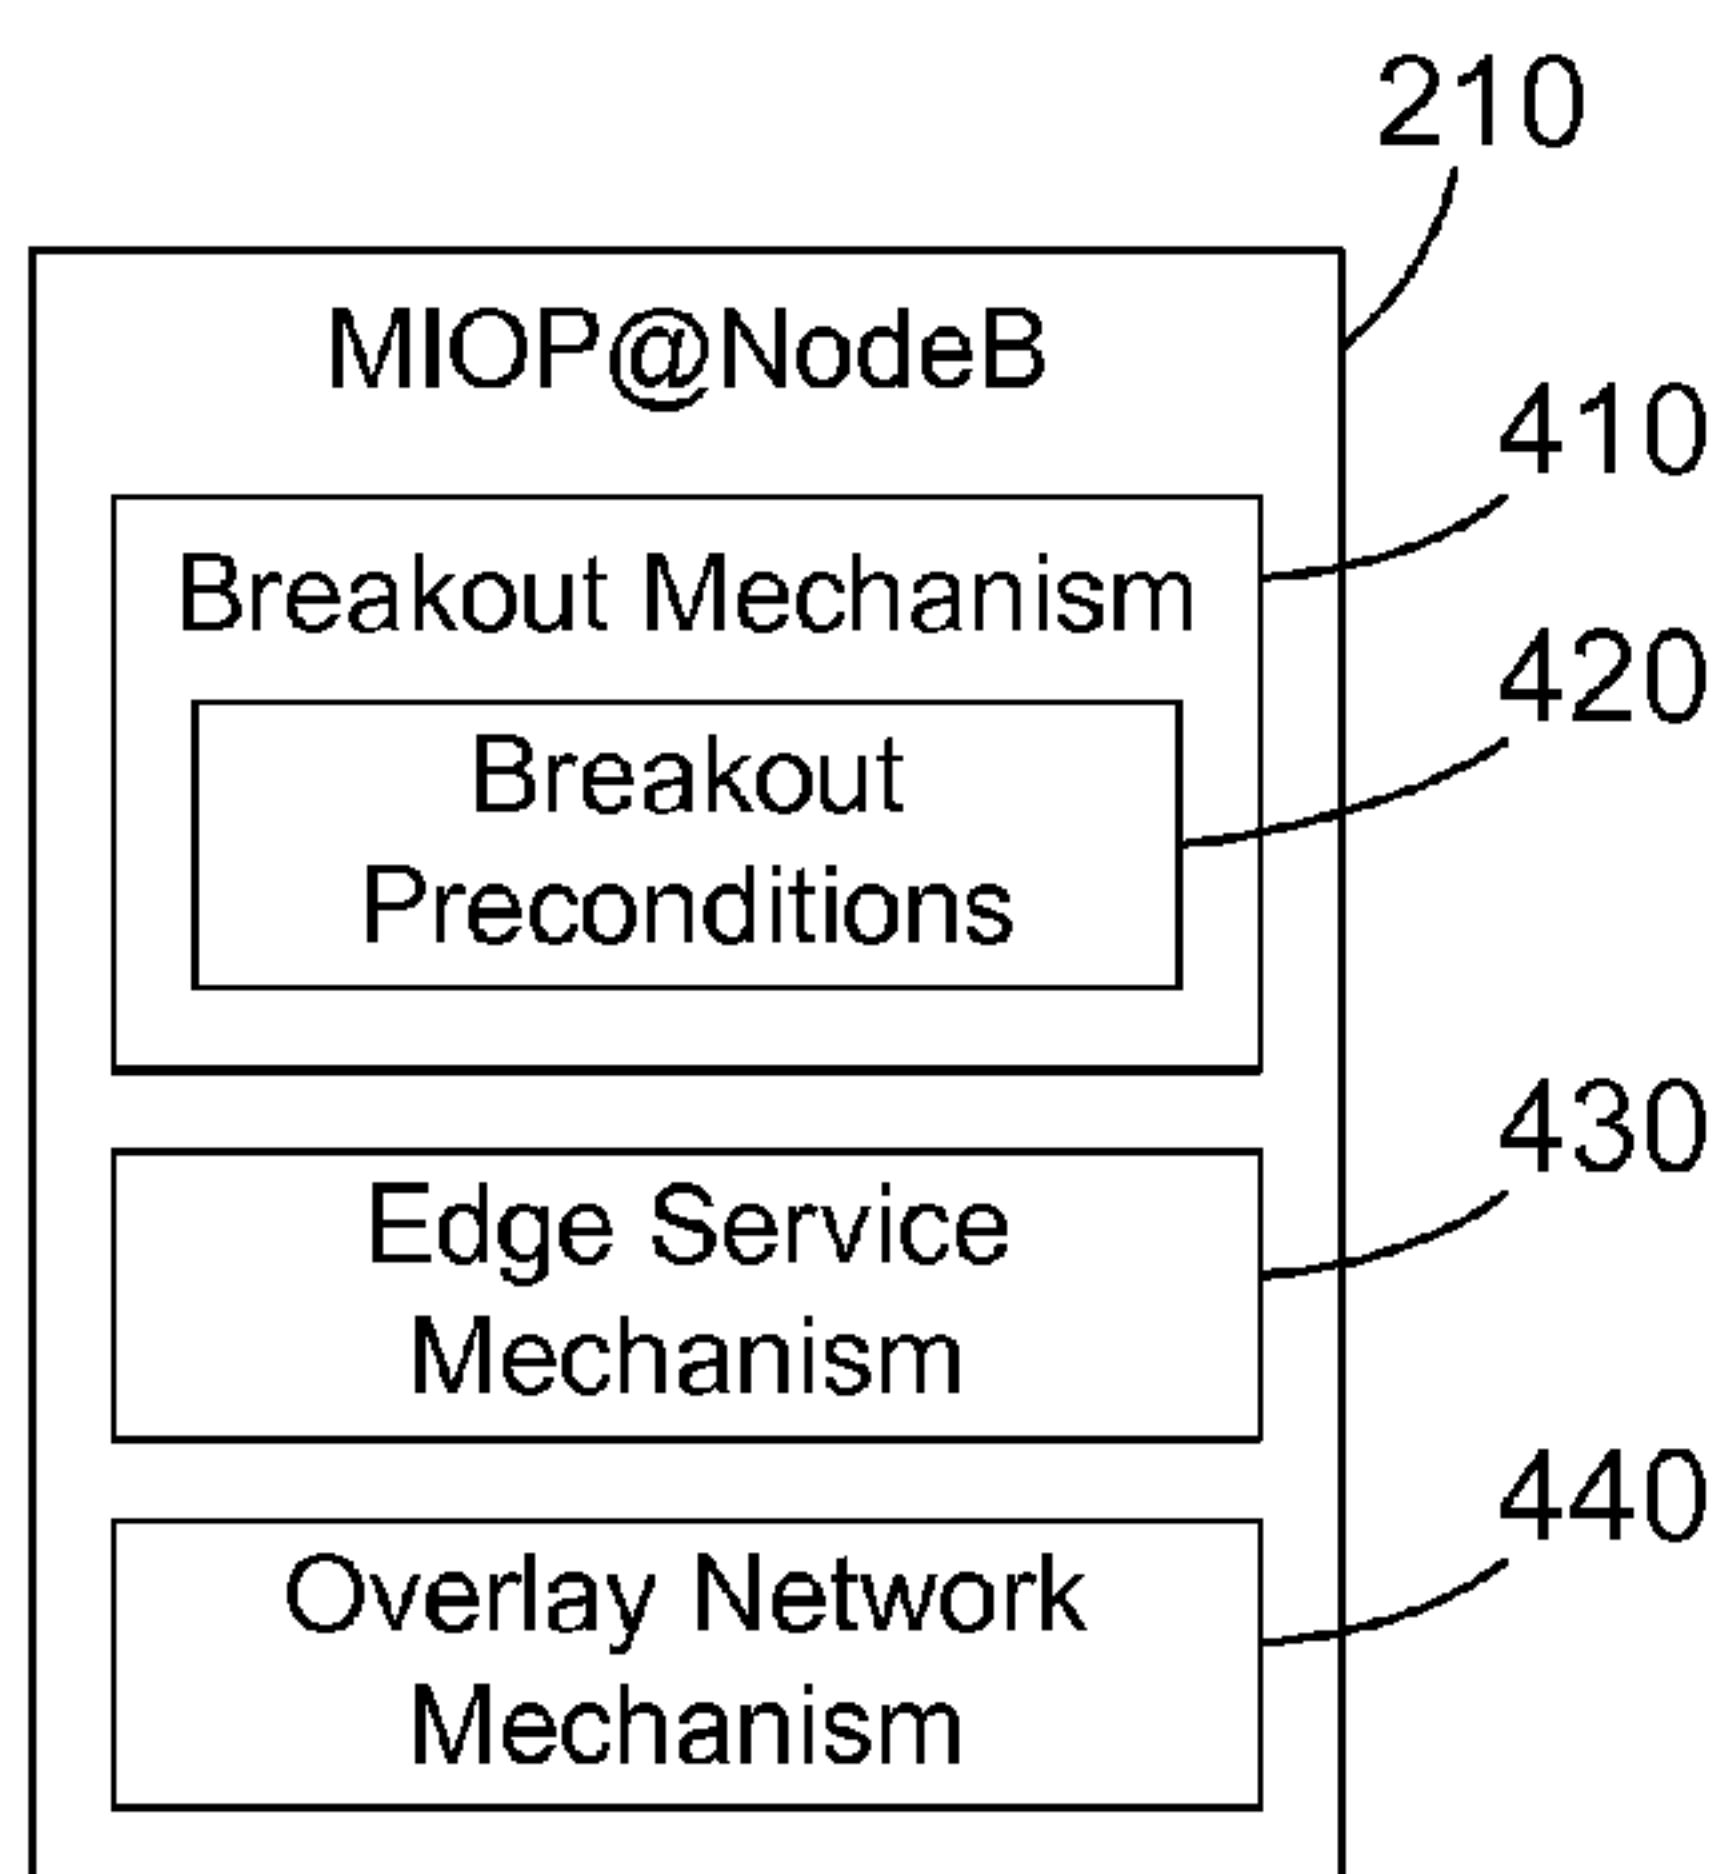 210
MIOP@NodeB
410
Breakout Mechanism
420
Breakout
Preconditions
430
Edge Service
Mechanism
440
Overlay Network
Mechanism